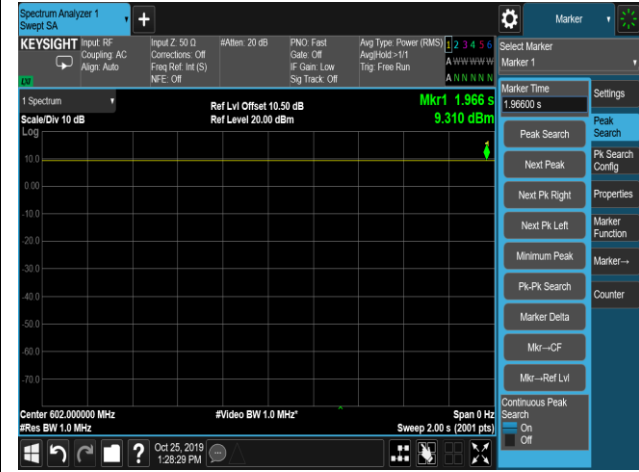 Spectrum Analyzer 1
Swept SA
+
Marker
KEYSIGHT
Input: RF
Coupling: AC
Align: Auto
Input Z: 50 Ω
Corrections: Off
Freq Ref: Int (S)
NFE: Off
#Atten: 20 dB
PNO: Fast
Gate: Off
IF Gain: Low
Sig Track: Off
Avg Type: Power (RMS)
Avg|Hold:>1/1
Trig: Free Run
1 2 3 4 5 6
A W W W W W
A N N N N N
LXI
Select Marker
Marker 1
1 Spectrum
Scale/Div 10 dB
Log
Ref Lvl Offset 10.50 dB
Ref Level 20.00 dBm
Mkr1 1.966 s
9.310 dBm
1
10.0
0.00
-10.0
-20.0
-30.0
-40.0
-50.0
-60.0
-70.0
Center 602.000000 MHz
#Res BW 1.0 MHz
#Video BW 1.0 MHz*
Span 0 Hz
Sweep 2.00 s (2001 pts)
Marker Time
1.96600 s
Peak Search
Next Peak
Next Pk Right
Next Pk Left
Minimum Peak
Pk-Pk Search
Marker Delta
Mkr→CF
Mkr→Ref Lvl
Continuous Peak
Search
On
Off
Settings
Peak
Search
Pk Search
Config
Properties
Marker
Function
Marker→
Counter
?
Oct 25, 2019
1:28:29 PM